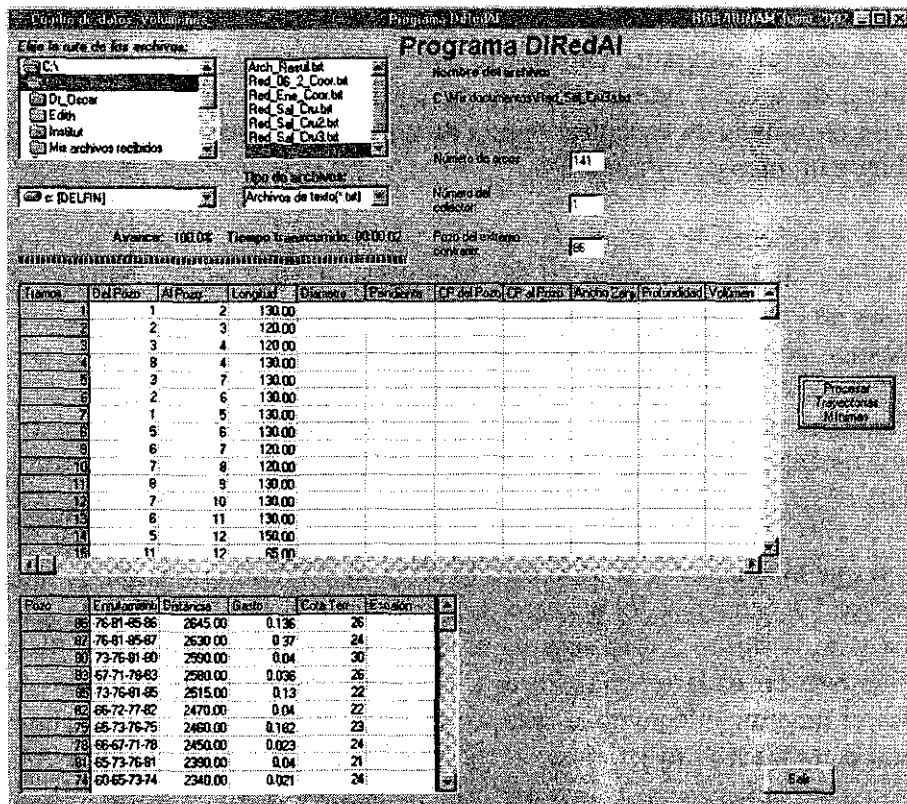 Cuadro de datos. Volumenes
Programa DiRedAl
Elija la ruta de los archivos:
Programa DIRedAl
C:\
Dr_Oscar
Edith
Institut
Mis archivos recibidos
Arch_Resul.txt
Red_06_2_Coor.txt
Red_Ene_Coor.txt
Red_Sal_Cru.txt
Red_Sal_Cru2.txt
Red_Sal_Cru3.txt
Nombre del archivo:
Número de arcos:
141
Tipo de archivos:
c: [DELFIN]
Archivos de texto(*.txt)
Número del colector:
1
Avance: 100.0% Tiempo transcurrido: 00:00:02
Pozo del extremo contrario:
86
Tramos Del Pozo Al Pozo Longitud Diametro Pendiente CP del Pozo CP al Pozo Ancho Zanj Profundidad Volumen
1 1 2 130.00
2 2 3 120.00
3 3 4 120.00
4 8 4 130.00
5 3 7 130.00
6 2 6 130.00
7 1 5 130.00
8 5 6 130.00
9 6 7 120.00
10 7 8 120.00
11 8 9 130.00
12 7 10 130.00
13 6 11 130.00
14 5 12 150.00
15 11 12 65.00
Procesar
Trayectorias
Mínimas
Pozo Enrutamient Distancia Gasto Cota Terr Escalon
86 76-81-85-86 2645.00 0.136 26
87 76-81-85-87 2630.00 0.37 24
80 73-76-81-80 2590.00 0.04 30
83 67-71-78-83 2580.00 0.036 26
85 73-76-81-85 2515.00 0.13 22
82 66-72-77-82 2470.00 0.04 22
75 65-73-76-75 2460.00 0.162 23
78 66-67-71-78 2450.00 0.023 24
81 65-73-76-81 2390.00 0.04 21
74 60-65-73-74 2340.00 0.021 24
Salir